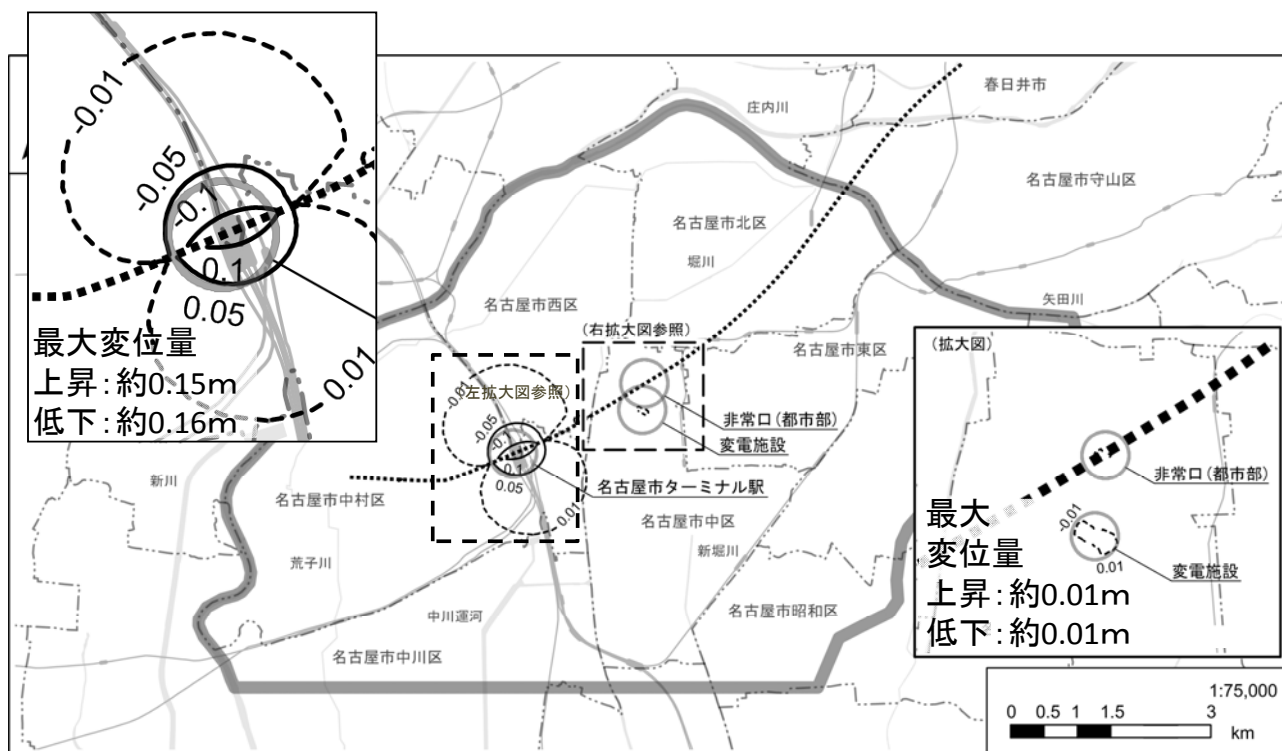 -0.01
-0.05
-0.1
0.1
0.05
0.01
最大変位量
上昇：約0.15m
低下：約0.16m
春日井市
庄内川
名古屋市守山区
名古屋市北区
堀川
矢田川
名古屋市西区
（右拡大図参照）
名古屋市東区
（左拡大図参照）
-0.01
-0.05
-0.1
0.1
0.05
0.01
非常口（都市部）
変電施設
名古屋市ターミナル駅
新川
名古屋市中村区
名古屋市中区
新堀川
荒子川
中川運河
名古屋市昭和区
名古屋市中川区
（拡大図）
非常口（都市部）
-0.01
0.01
変電施設
最大
変位量
上昇：約0.01m
低下：約0.01m
1:75,000
0 0.5 1 1.5 3
km